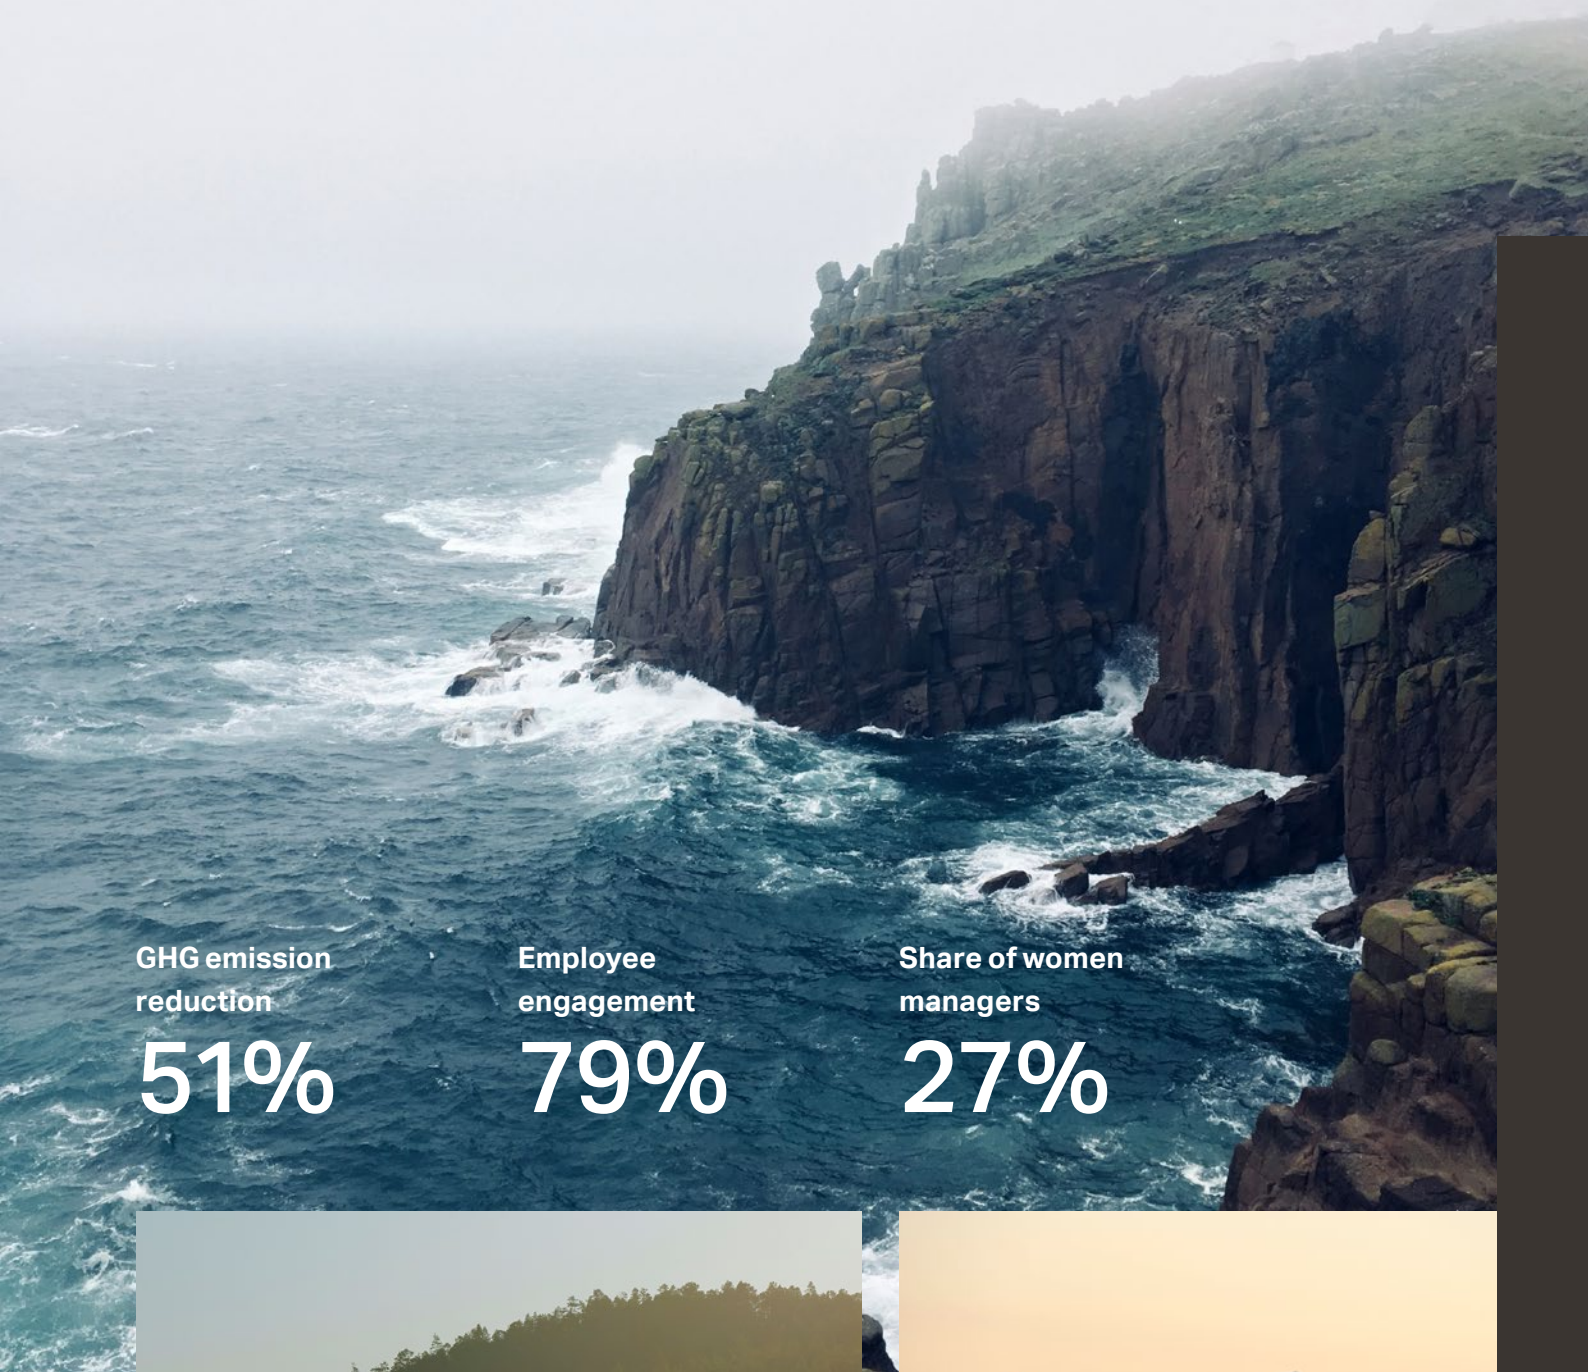 GHG emission
reduction
51%
Employee
engagement
79%
Share of women
managers
27%